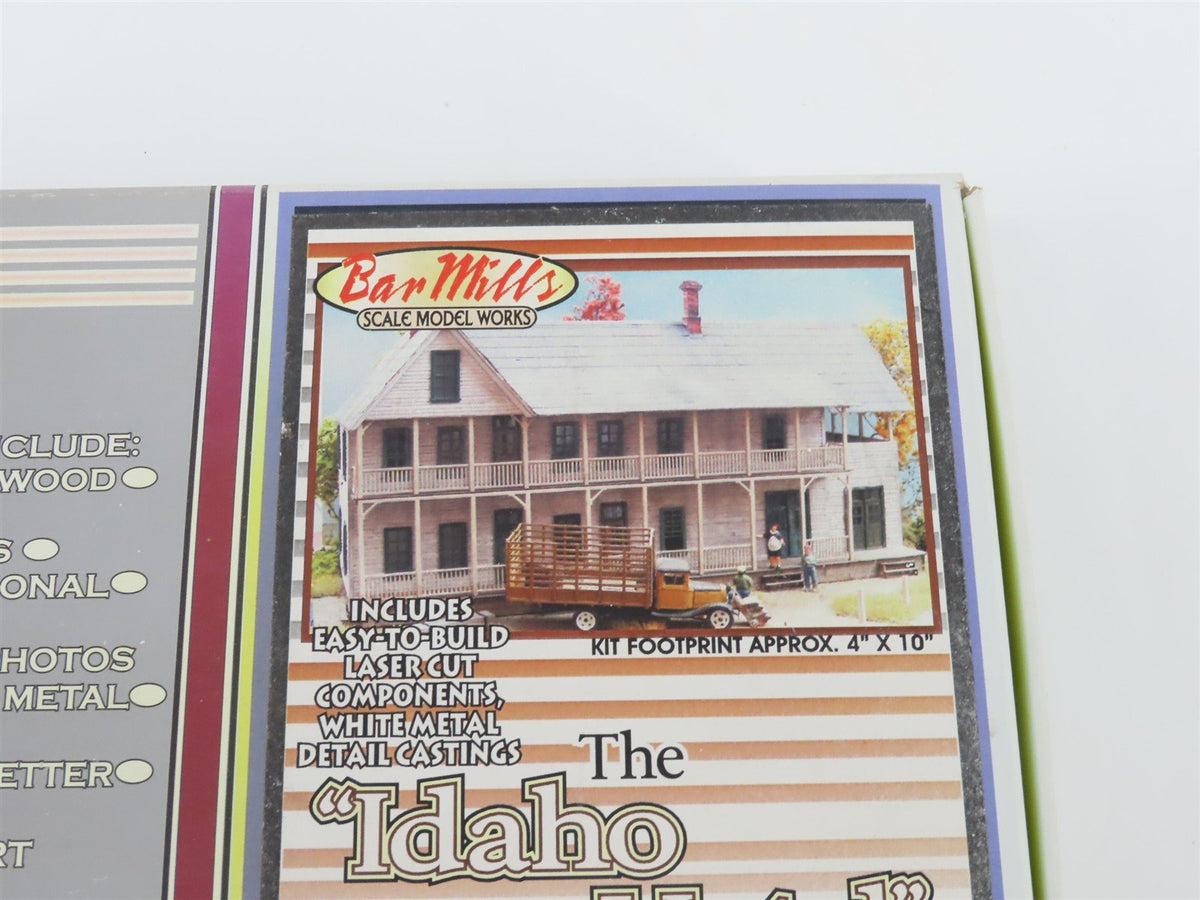 NCLUDE:
WOOD
S
ONAL
HOTOS
METAL
ETTER
RT
Bar Mills
SCALE MODEL WORKS
INCLUDES
EASY-TO-BUILD
LASER CUT
COMPONENTS,
WHITE METAL
DETAIL CASTINGS
KIT FOOTPRINT APPROX. 4" X 10"
The
"Idaho